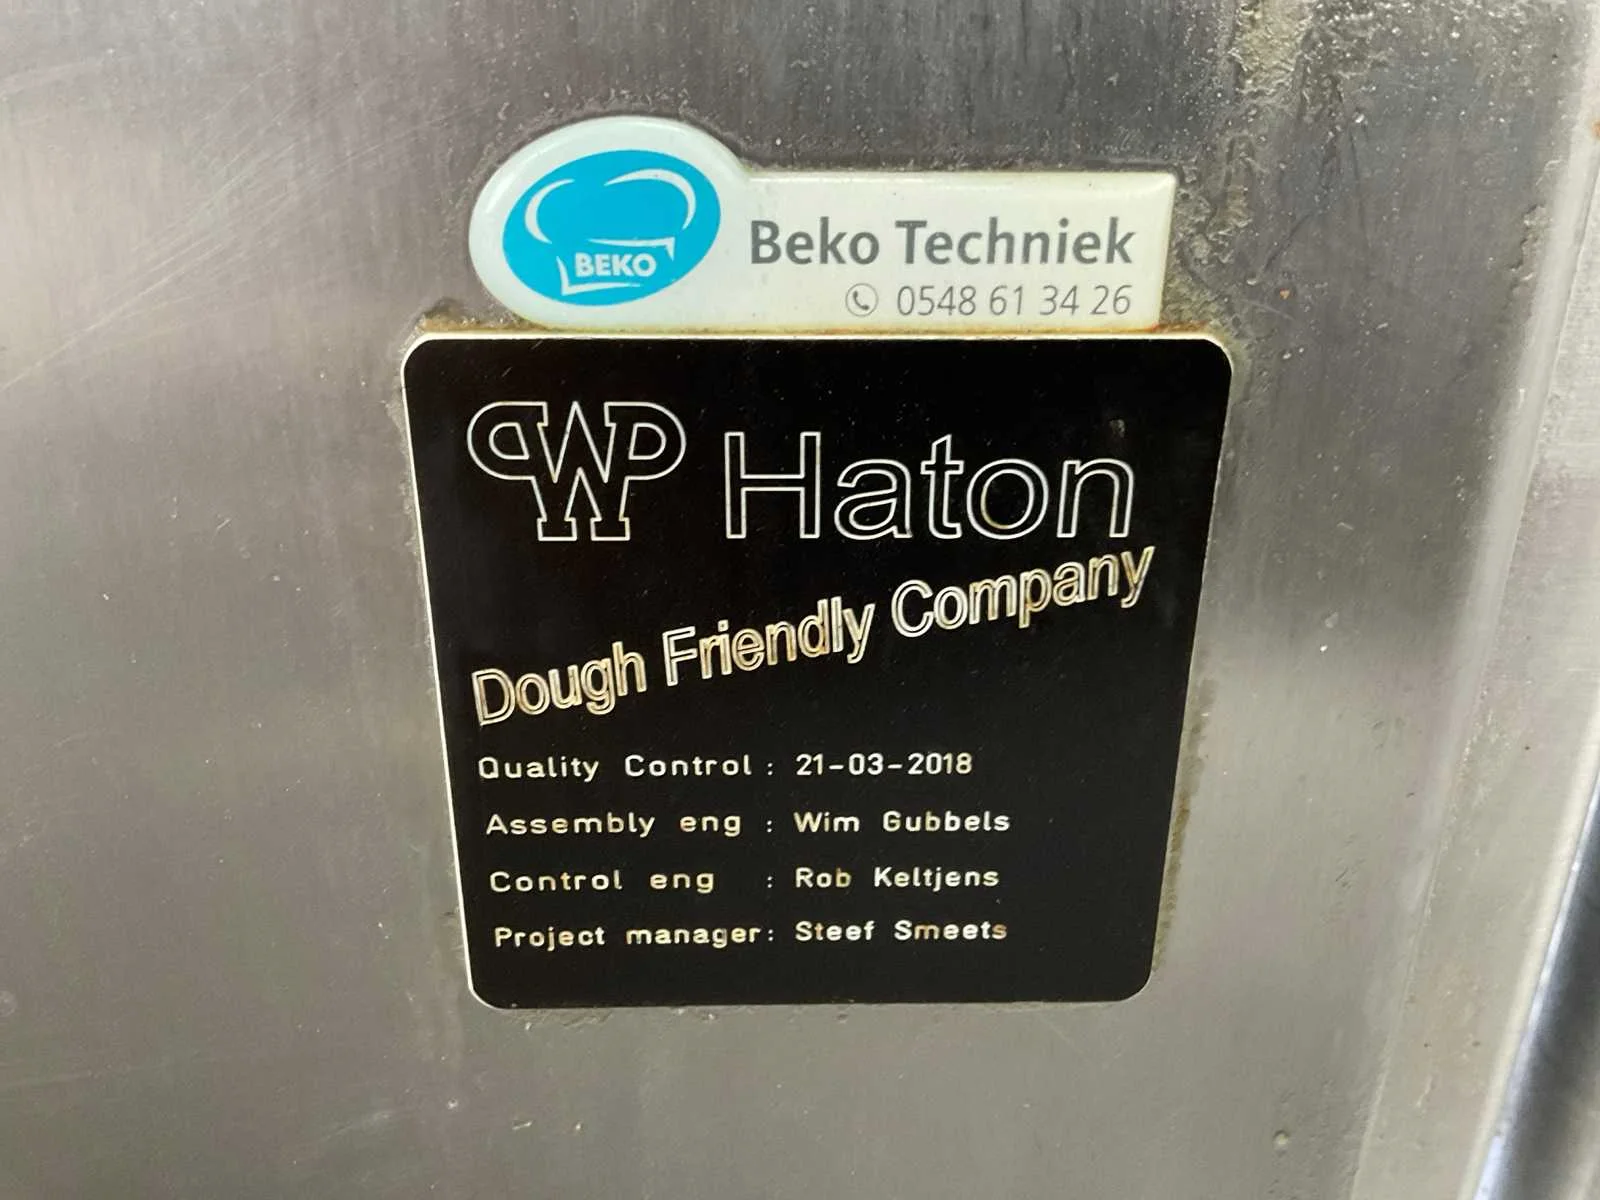 BEKO
Beko Techniek
0548 61 34 26
WP Haton
Dough Friendly Company
Quality Control : 21-03-2018
Assembly eng : Wim Gubbels
Control eng : Rob Keltjens
Project manager : Steef Smeets